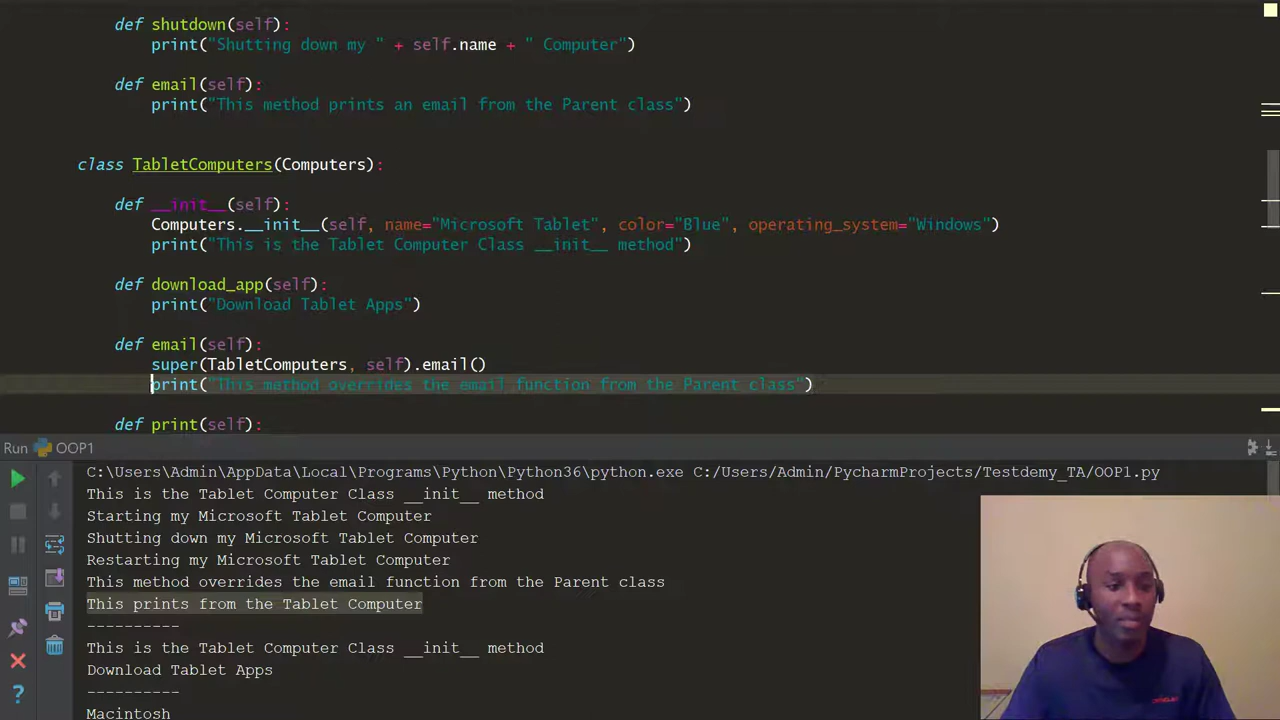 def shutdown(self):
print("Shutting down my " + self.name + " Computer")
def email(self):
print("This method prints an email from the Parent class")
class TabletComputers(Computers):
def __init__(self):
Computers.__init__(self, name="Microsoft Tablet", color="Blue", operating_system="Windows")
print("This is the Tablet Computer Class __init__ method")
def download_app(self):
print("Download Tablet Apps")
def email(self):
super(TabletComputers, self).email()
print("This method overrides the email function from the Parent class")
def print(self):
Run OOP1
C:\Users\Admin\AppData\Local\Programs\Python\Python36\python.exe C:/Users/Admin/PycharmProjects/Testdemy_TA/OOP1.py
This is the Tablet Computer Class __init__ method
Starting my Microsoft Tablet Computer
Shutting down my Microsoft Tablet Computer
Restarting my Microsoft Tablet Computer
This method overrides the email function from the Parent class
This prints from the Tablet Computer
----------
This is the Tablet Computer Class __init__ method
Download Tablet Apps
----------
Macintosh